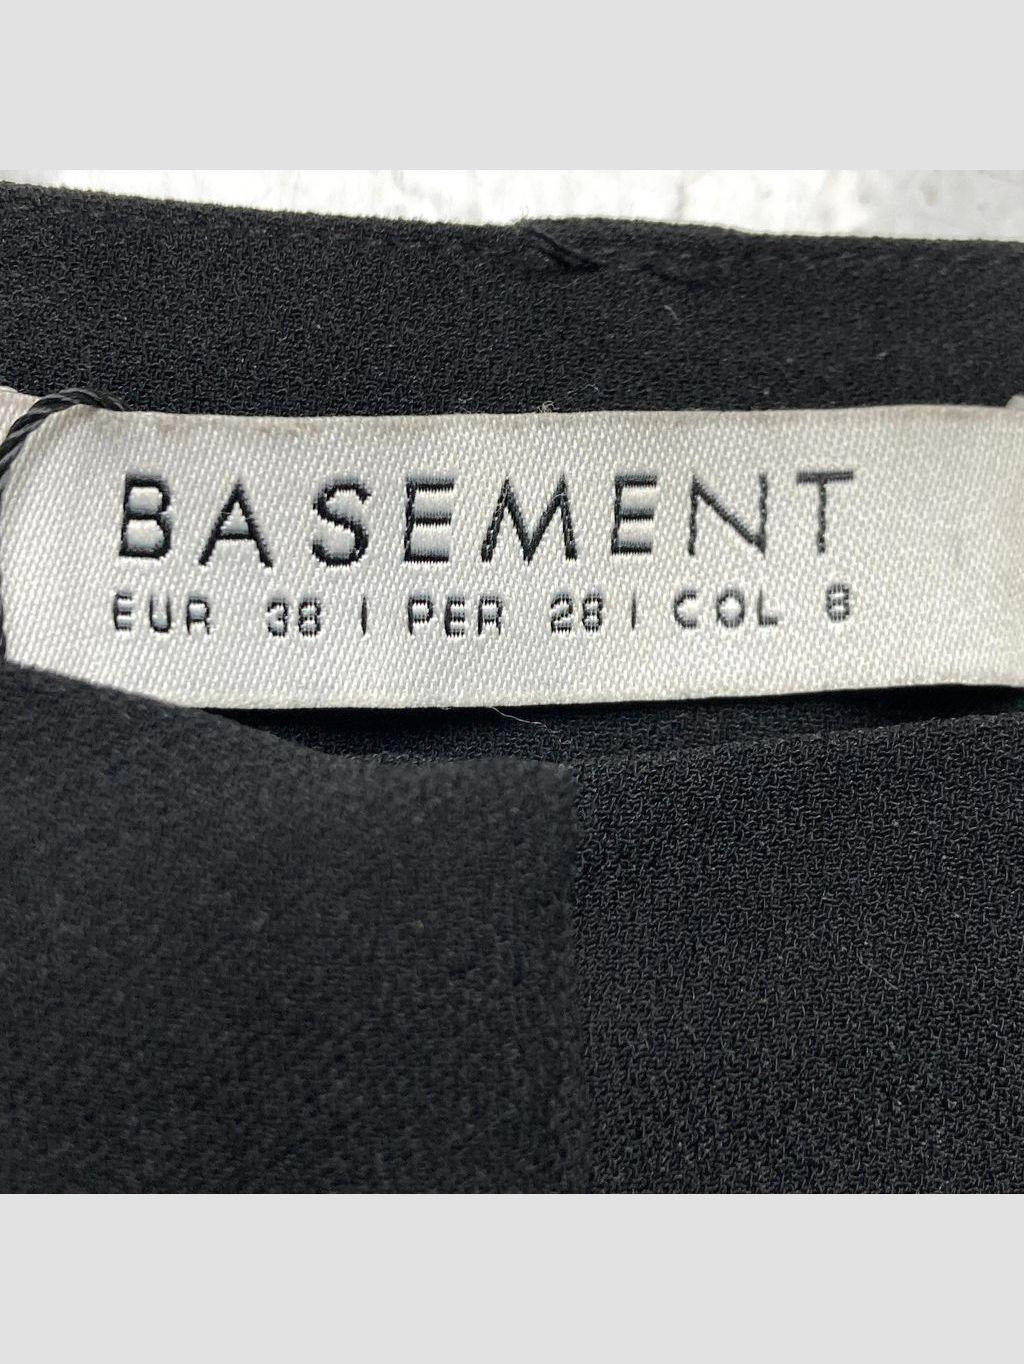 BASEMENT
EUR 38 | PER 28 | COL 8